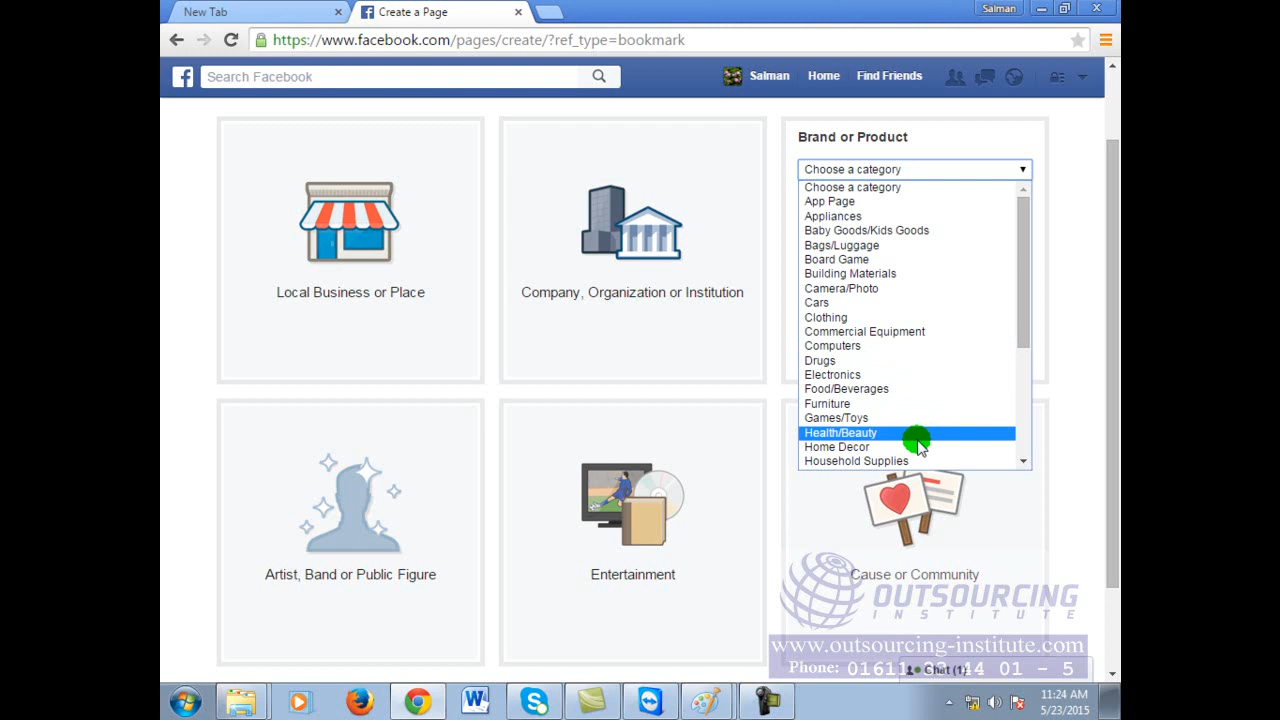 New Tab
Create a Page
Salman
https://www.facebook.com/pages/create/?ref_type=bookmark
Search Facebook
Salman
Home
Find Friends
Local Business or Place
Company, Organization or Institution
Brand or Product
Choose a category
Choose a category
App Page
Appliances
Baby Goods/Kids Goods
Bags/Luggage
Board Game
Building Materials
Camera/Photo
Cars
Clothing
Commercial Equipment
Computers
Drugs
Electronics
Food/Beverages
Furniture
Games/Toys
Health/Beauty
Home Decor
Household Supplies
Artist, Band or Public Figure
Entertainment
Cause or Community
OUTSOURCING
INSTITUTE
www.outsourcing-institute.com
Phone: 01611 44 01 - 5
Chat (1)
11:24 AM
5/23/2015